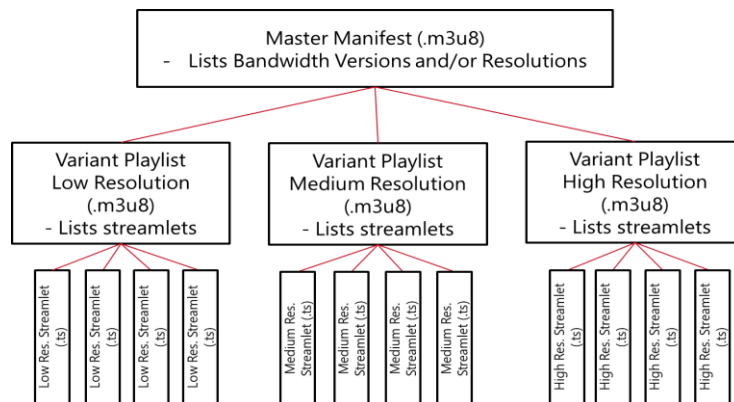 Master Manifest (.m3u8)
- Lists Bandwidth Versions and/or Resolutions
Variant Playlist
Low Resolution
(.m3u8)
- Lists streamlets
Variant Playlist
Medium Resolution
(.m3u8)
- Lists streamlets
Variant Playlist
High Resolution
(.m3u8)
- Lists streamlets
Low Res. Streamlet
(.ts)
Low Res. Streamlet
(.ts)
Low Res. Streamlet
(.ts)
Low Res. Streamlet
(.ts)
Medium Res.
Streamlet (.ts)
Medium Res.
Streamlet (.ts)
Medium Res.
Streamlet (.ts)
Medium Res.
Streamlet (.ts)
High Res. Streamlet
(.ts)
High Res. Streamlet
(.ts)
High Res. Streamlet
(.ts)
High Res. Streamlet
(.ts)